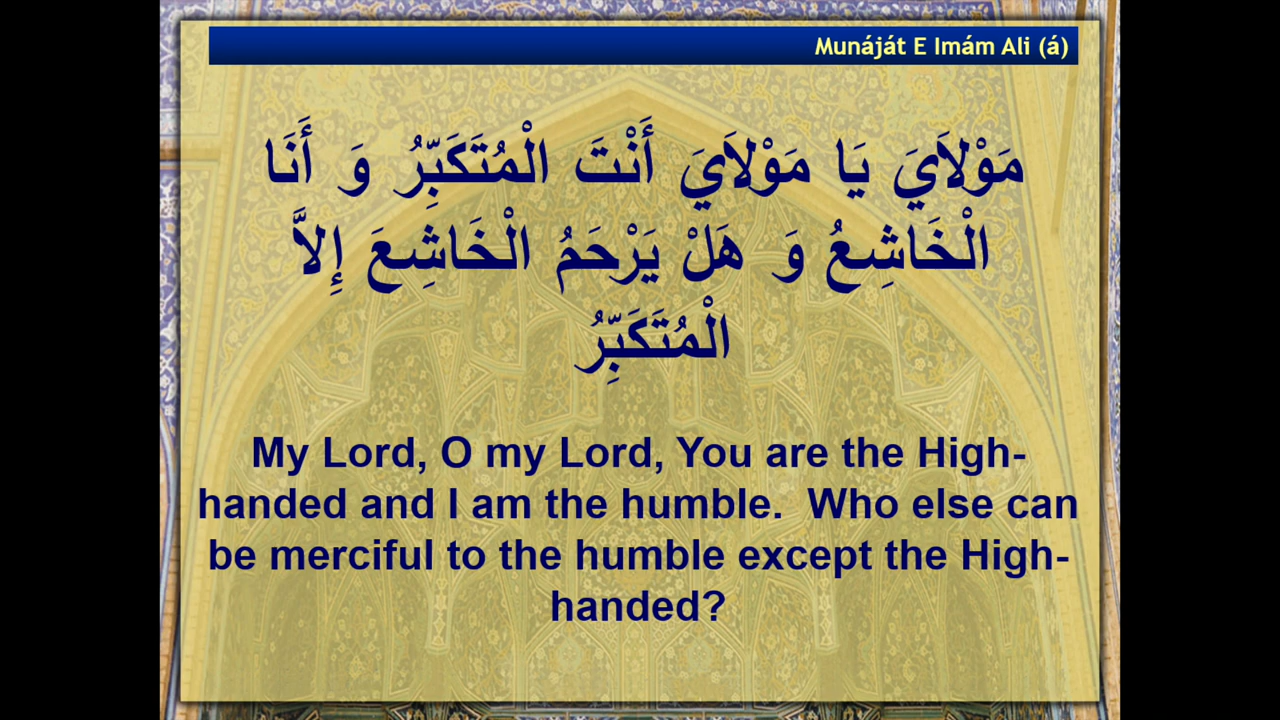 Munáját E Imám Ali (á)
مَوْلاَيَ يَا مَوْلاَيَ أَنْتَ الْمُتَكَبِّرُ وَ أَنَا
الْخَاشِعُ وَ هَلْ يَرْحَمُ الْخَاشِعَ إِلاَّ
الْمُتَكَبِّرُ
My Lord, O my Lord, You are the High-
handed and I am the humble.  Who else can
be merciful to the humble except the High-
handed?